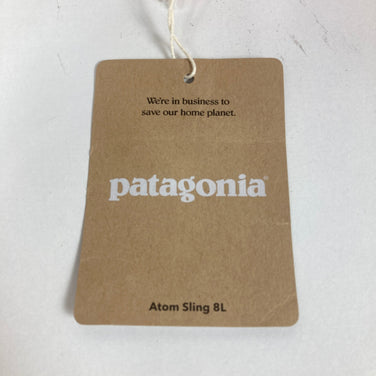 We're in business to
save our home planet.
patagonia®
Atom Sling 8L